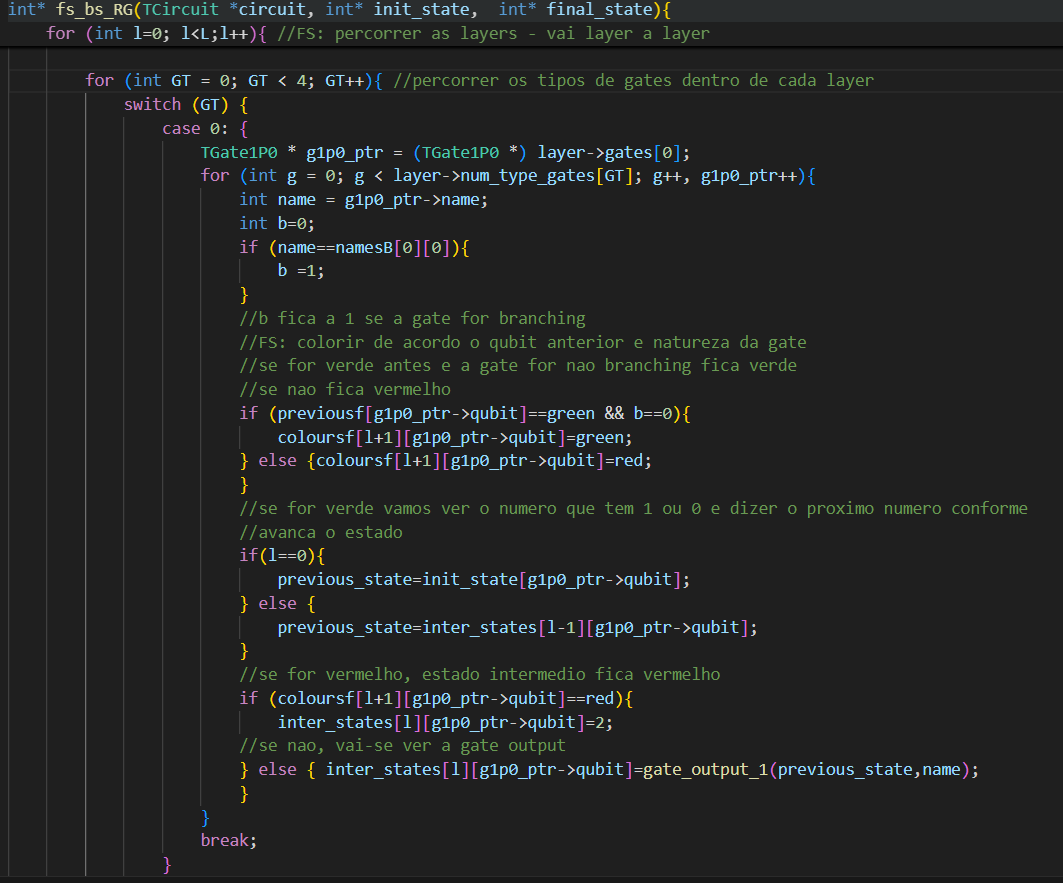 int* fs_bs_RG(TCircuit *circuit, int* init_state,  int* final_state){
    for (int l=0; l<L;l++){ //FS: percorrer as layers - vai layer a layer
        for (int GT = 0; GT < 4; GT++){ //percorrer os tipos de gates dentro de cada layer
            switch (GT) {
                case 0: {
                    TGate1P0 * g1p0_ptr = (TGate1P0 *) layer->gates[0];
                    for (int g = 0; g < layer->num_type_gates[GT]; g++, g1p0_ptr++){
                        int name = g1p0_ptr->name;
                        int b=0;
                        if (name==namesB[0][0]){
                            b =1;
                        }
                        //b fica a 1 se a gate for branching
                        //FS: colorir de acordo o qubit anterior e natureza da gate
                        //se for verde antes e a gate for nao branching fica verde
                        //se nao fica vermelho
                        if (previousf[g1p0_ptr->qubit]==green && b==0){
                            coloursf[l+1][g1p0_ptr->qubit]=green;
                        } else {coloursf[l+1][g1p0_ptr->qubit]=red;
                        }
                        //se for verde vamos ver o numero que tem 1 ou 0 e dizer o proximo numero conforme
                        //avanca o estado
                        if(l==0){
                            previous_state=init_state[g1p0_ptr->qubit];
                        } else {
                            previous_state=inter_states[l-1][g1p0_ptr->qubit];
                        }
                        //se for vermelho, estado intermedio fica vermelho
                        if (coloursf[l+1][g1p0_ptr->qubit]==red){
                            inter_states[l][g1p0_ptr->qubit]=2;
                        //se nao, vai-se ver a gate output
                        } else { inter_states[l][g1p0_ptr->qubit]=gate_output_1(previous_state,name);
                        }
                    }
                    break;
                }